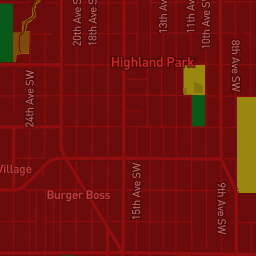 20th Ave S
18th Ave SW
13th Ave
11th Ave
10th Ave SW
8th Ave SW
Highland Park
24th Ave SW
Village
15th Ave SW
Burger Boss
9th Ave SW